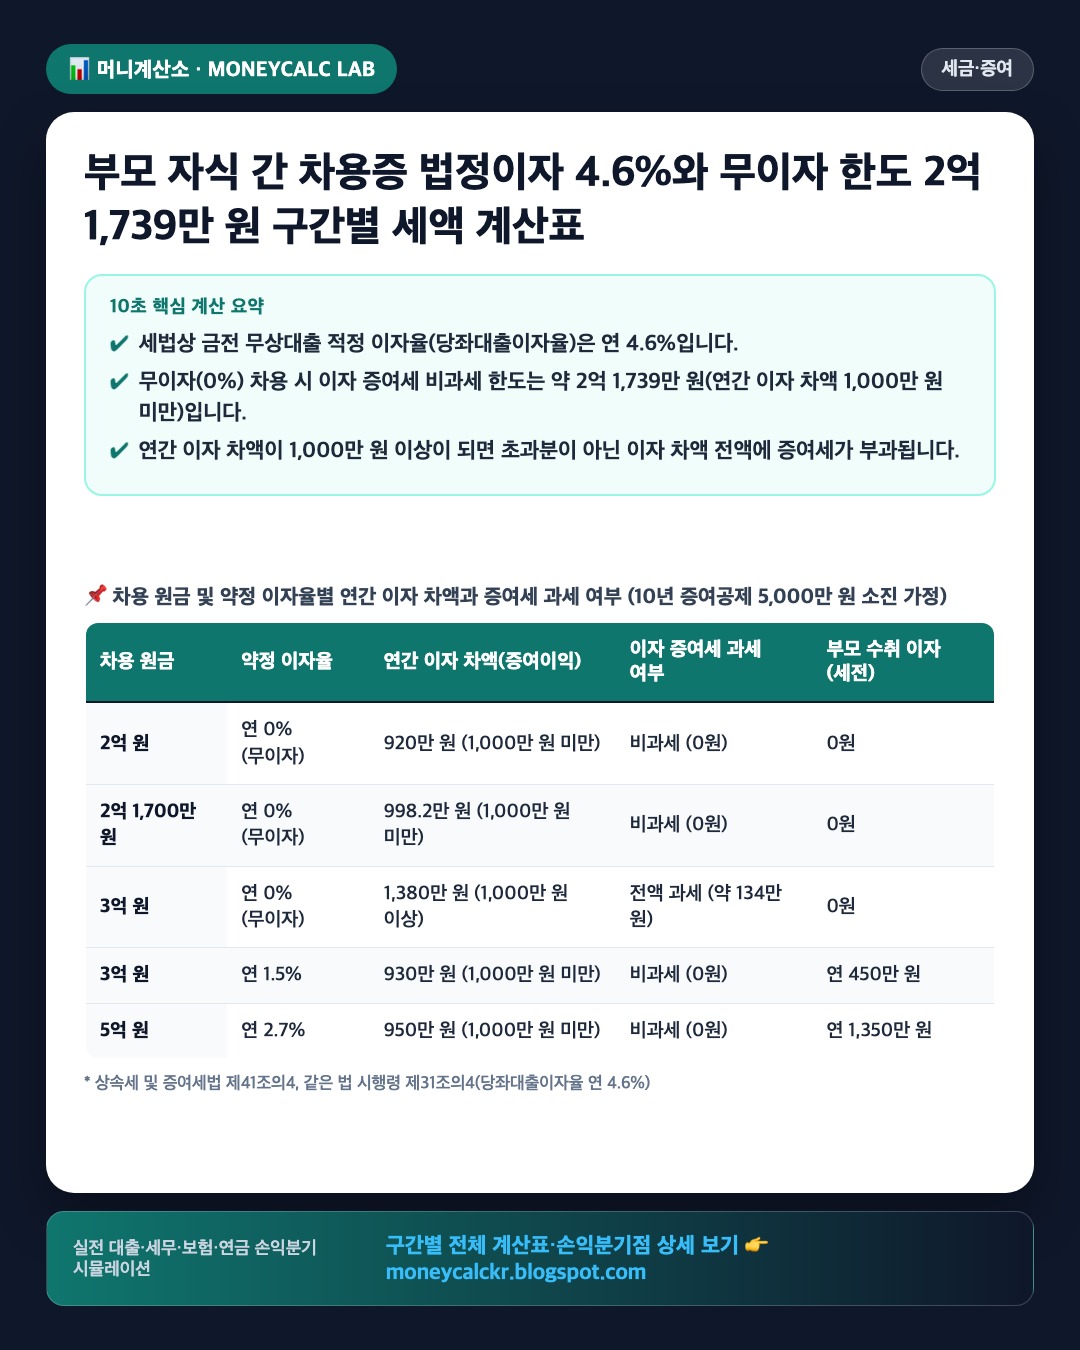 📊 머니계산소 · MONEYCALC LAB
세금·증여
부모 자식 간 차용증 법정이자 4.6%와 무이자 한도 2억
1,739만 원 구간별 세액 계산표
10초 핵심 계산 요약
✔ 세법상 금전 무상대출 적정 이자율(당좌대출이자율)은 연 4.6%입니다.
✔ 무이자(0%) 차용 시 이자 증여세 비과세 한도는 약 2억 1,739만 원(연간 이자 차액 1,000만 원
미만)입니다.
✔ 연간 이자 차액이 1,000만 원 이상이 되면 초과분이 아닌 이자 차액 전액에 증여세가 부과됩니다.
📌 차용 원금 및 약정 이자율별 연간 이자 차액과 증여세 과세 여부 (10년 증여공제 5,000만 원 소진 가정)
차용 원금
약정 이자율
연간 이자 차액(증여이익)
이자 증여세 과세
여부
부모 수취 이자
(세전)
2억 원
연 0%
(무이자)
920만 원 (1,000만 원 미만)
비과세 (0원)
0원
2억 1,700만
원
연 0%
(무이자)
998.2만 원 (1,000만 원
미만)
비과세 (0원)
0원
3억 원
연 0%
(무이자)
1,380만 원 (1,000만 원
이상)
전액 과세 (약 134만
원)
0원
3억 원
연 1.5%
930만 원 (1,000만 원 미만)
비과세 (0원)
연 450만 원
5억 원
연 2.7%
950만 원 (1,000만 원 미만)
비과세 (0원)
연 1,350만 원
* 상속세 및 증여세법 제41조의4, 같은 법 시행령 제31조의4(당좌대출이자율 연 4.6%)
실전 대출·세무·보험·연금 손익분기
시뮬레이션
구간별 전체 계산표·손익분기점 상세 보기 👉
moneycalckr.blogspot.com